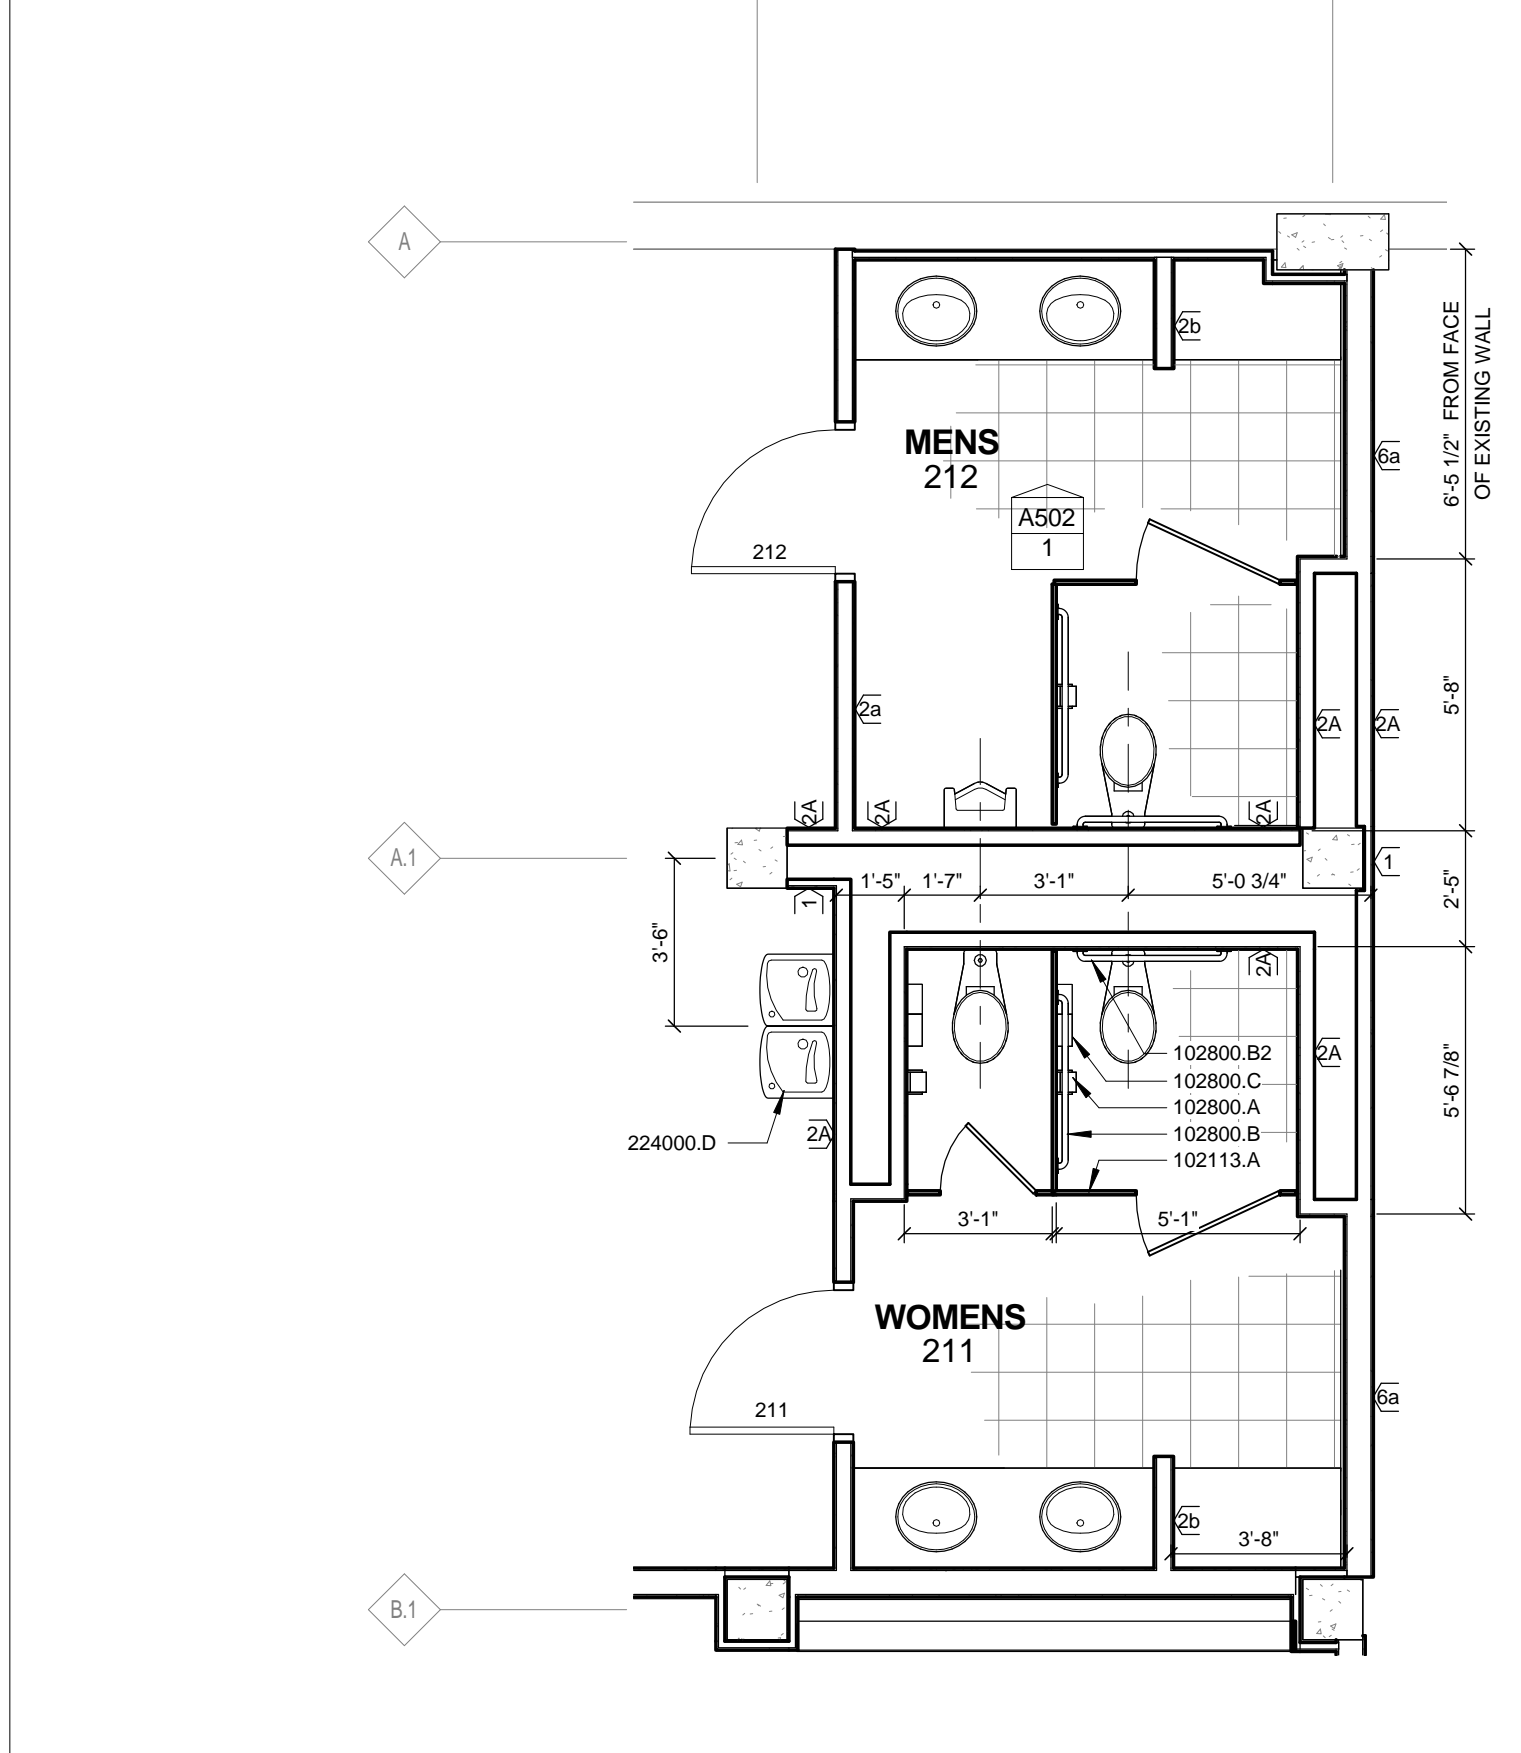 A
2b
6'-5 1/2" FROM FACE
OF EXISTING WALL
MENS
212
6a
A502
1
212
5'-8"
2a
2A
2A
2A
2A
2A
A.1
1
1'-5"
1'-7"
3'-1"
5'-0 3/4"
2'-5"
1
3'-6"
2A
102800.B2
2A
102800.C
5'-6 7/8"
102800.A
2A
102800.B
224000.D
102113.A
3'-1"
5'-1"
WOMENS
211
6a
211
2b
3'-8"
B.1